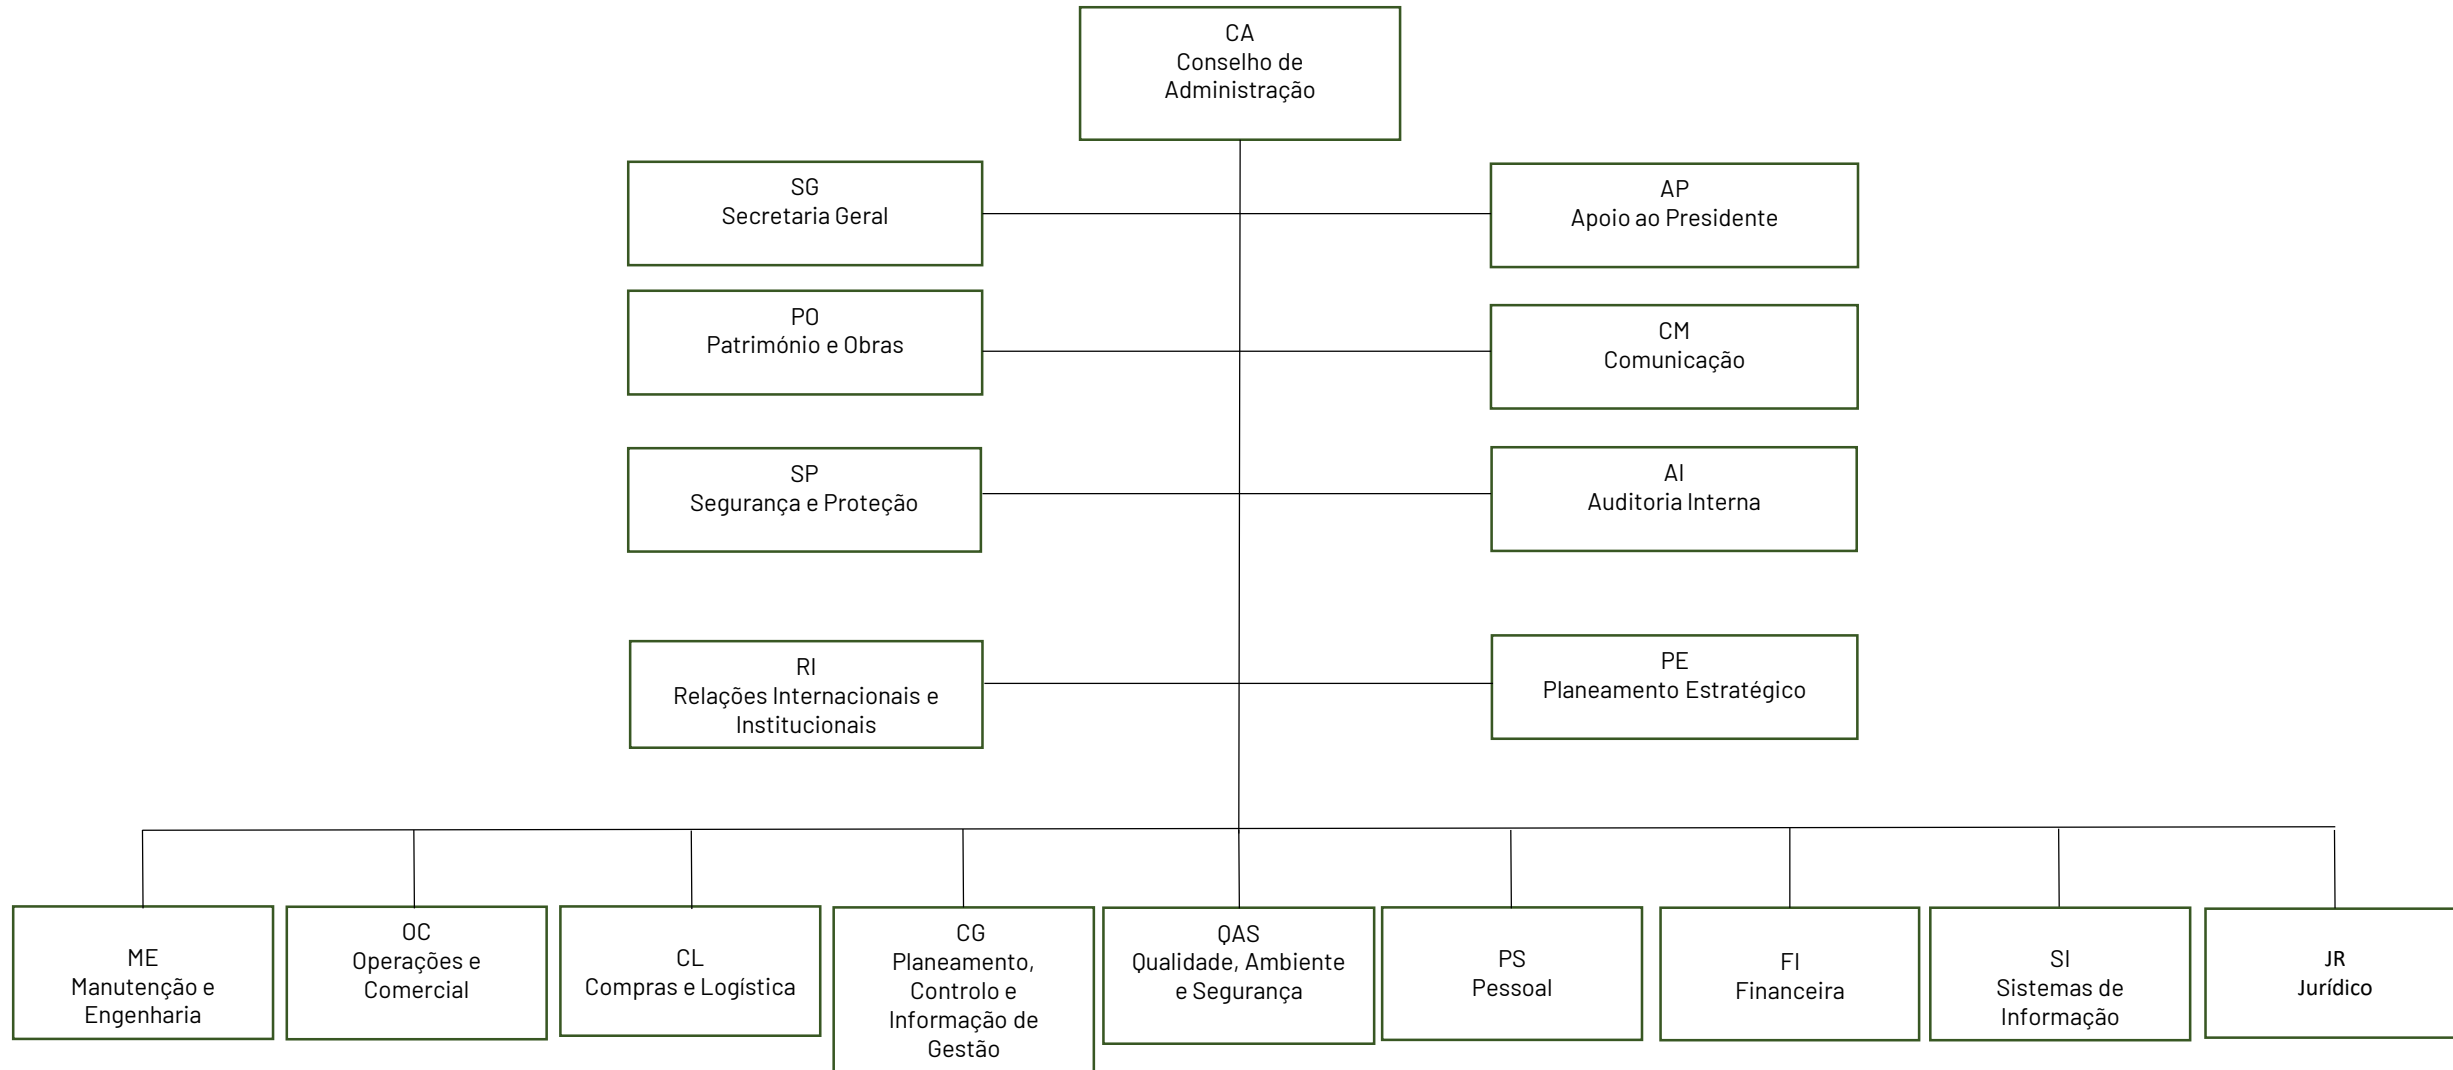 CA
Conselho de
Administração
SG
Secretaria Geral
AP
Apoio ao Presidente
PO
Património e Obras
CM
Comunicação
SP
Segurança e Proteção
AI
Auditoria Interna
RI
Relações Internacionais e
Institucionais
PE
Planeamento Estratégico
ME
Manutenção e
Engenharia
OC
Operações e
Comercial
CL
Compras e Logística
CG
Planeamento,
Controlo e
Informação de
Gestão
QAS
Qualidade, Ambiente
e Segurança
PS
Pessoal
FI
Financeira
SI
Sistemas de
Informação
JR
Jurídico